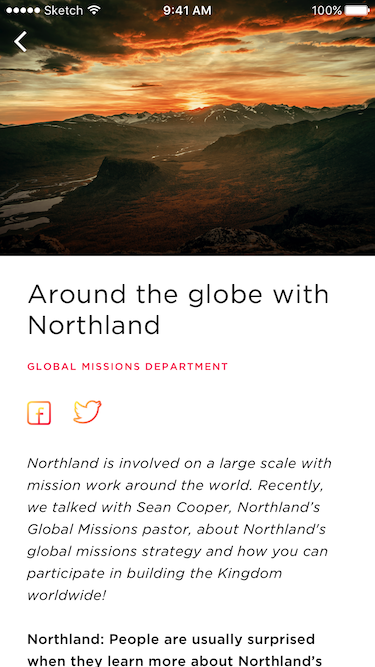 Sketch 9:41 AM 100%
Around the globe with
Northland
GLOBAL MISSIONS DEPARTMENT
Northland is involved on a large scale with
mission work around the world. Recently,
we talked with Sean Cooper, Northland’s
Global Missions pastor, about Northland's
global missions strategy and how you can
participate in building the Kingdom
worldwide!
Northland: People are usually surprised
when they learn more about Northland’s